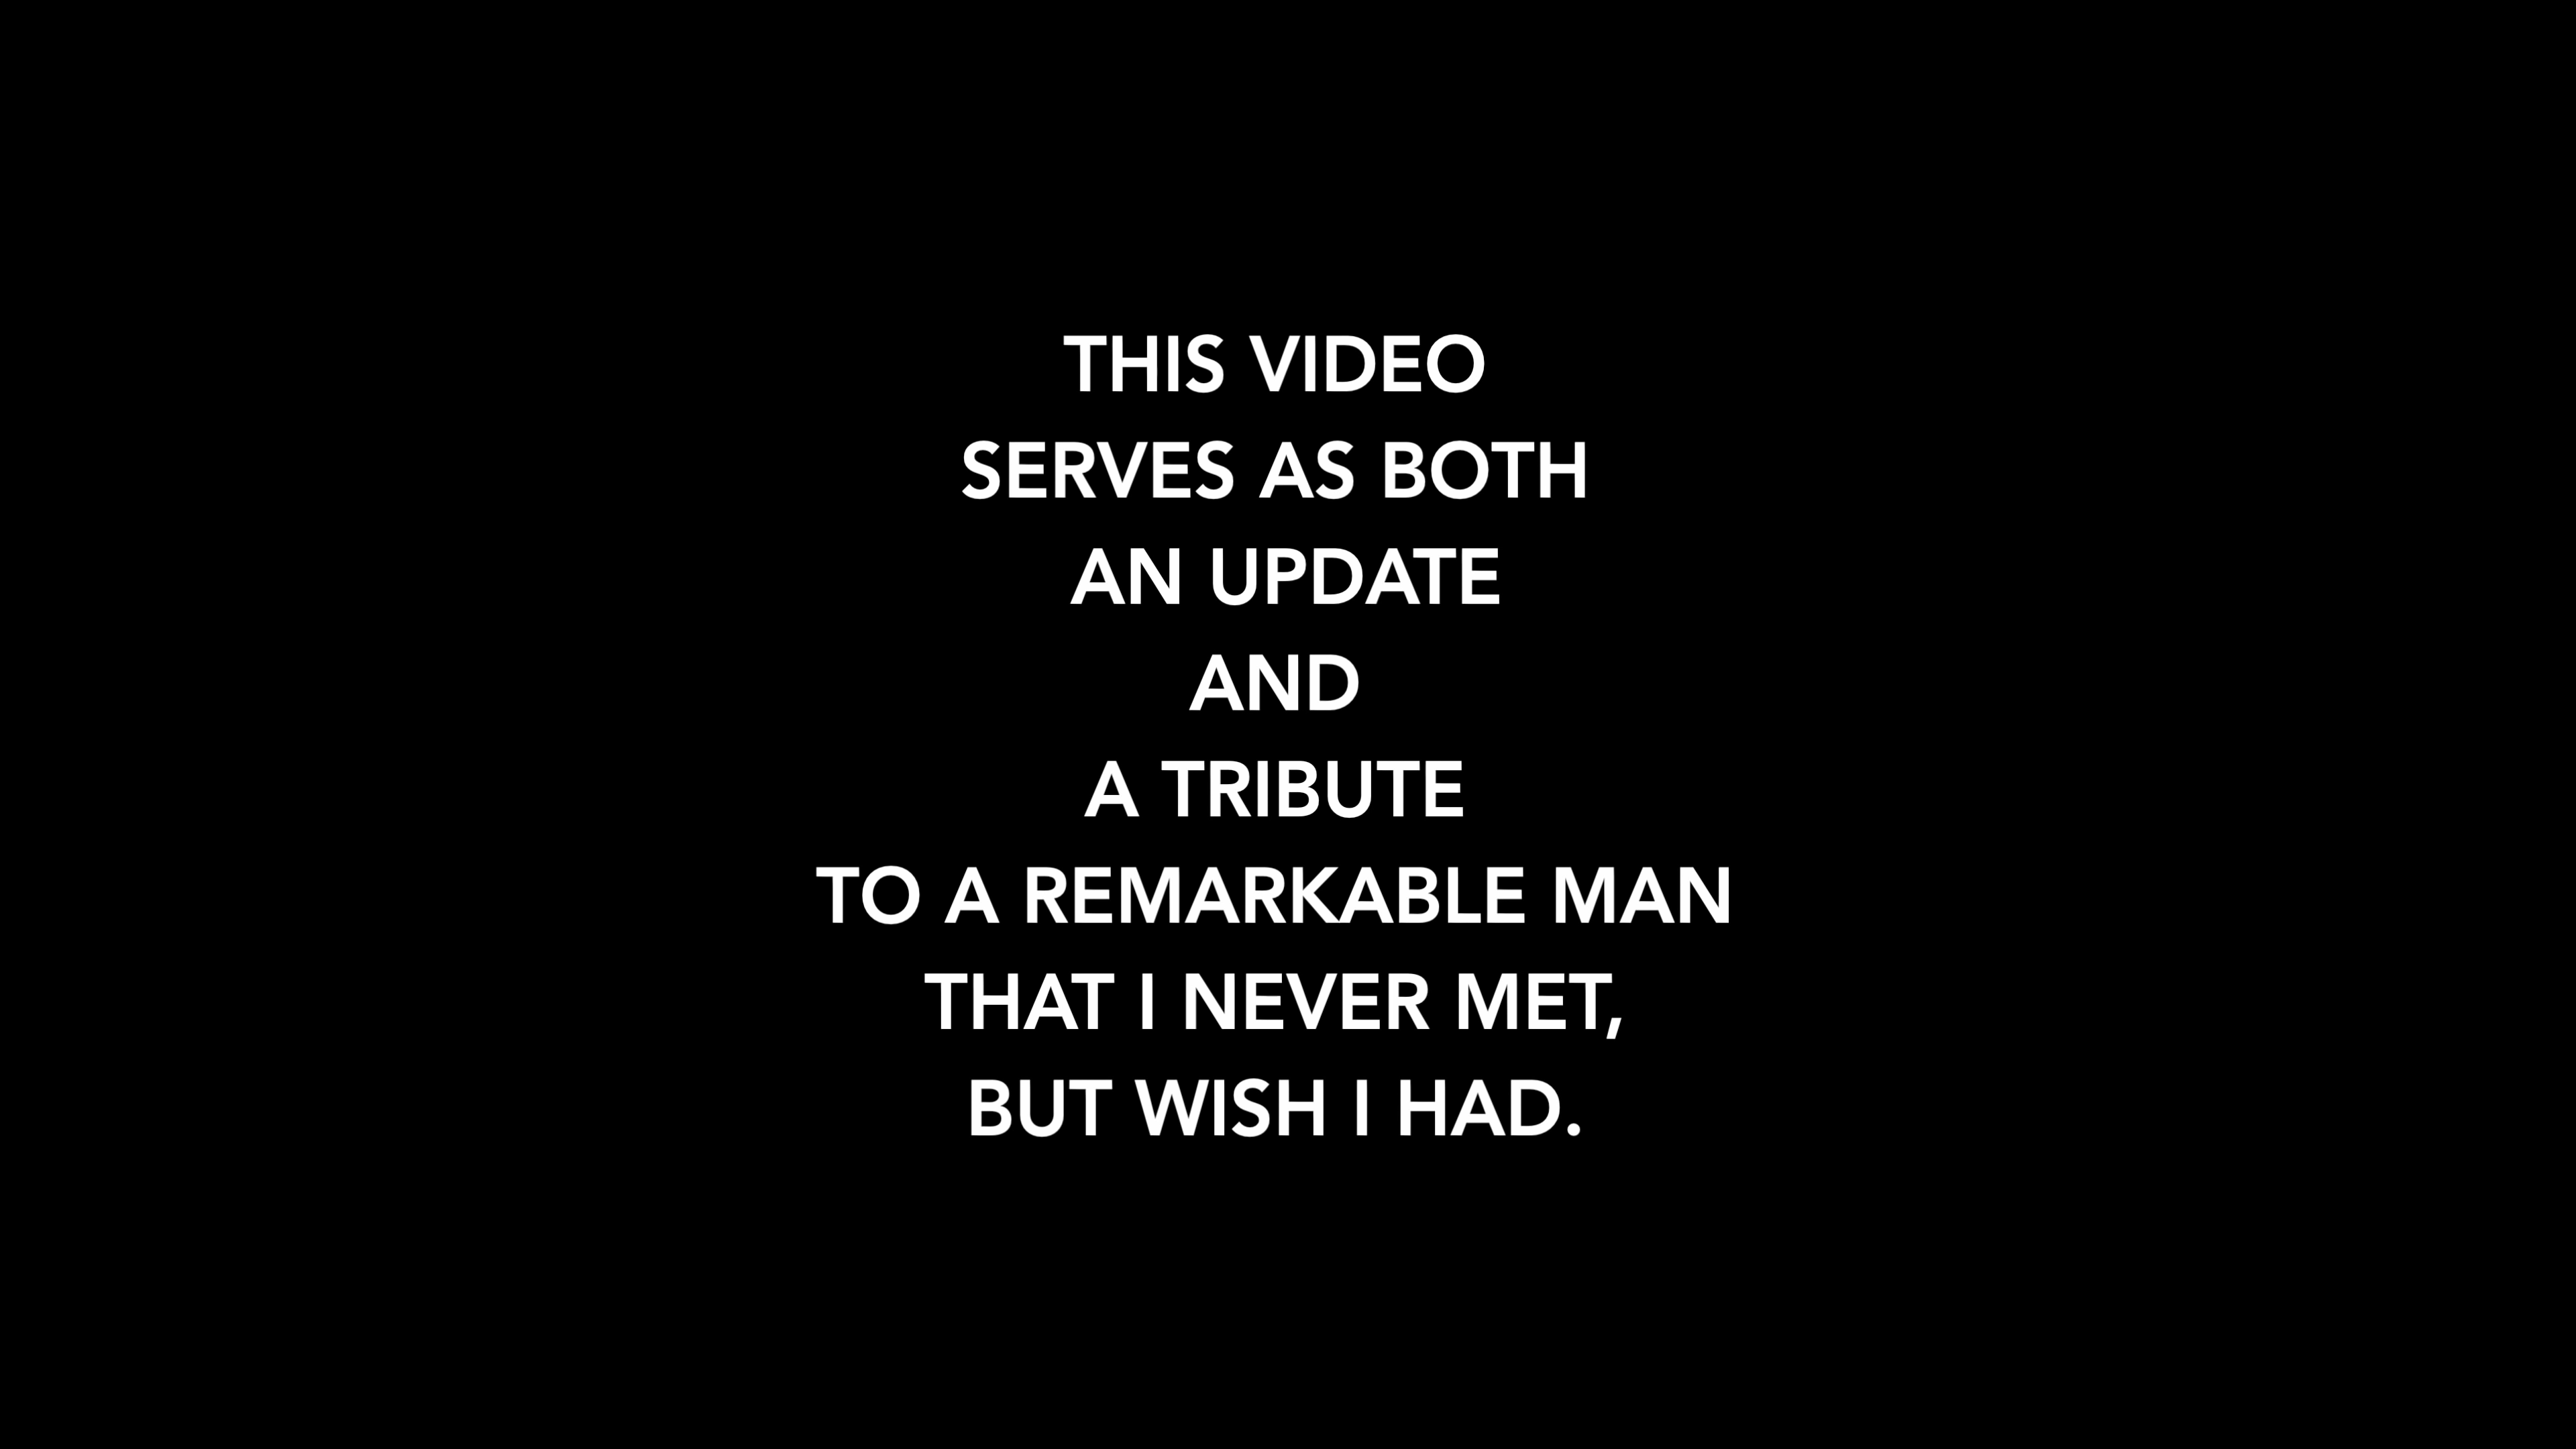 THIS VIDEO
SERVES AS BOTH
AN UPDATE
AND
A TRIBUTE
TO A REMARKABLE MAN
THAT I NEVER MET,
BUT WISH I HAD.